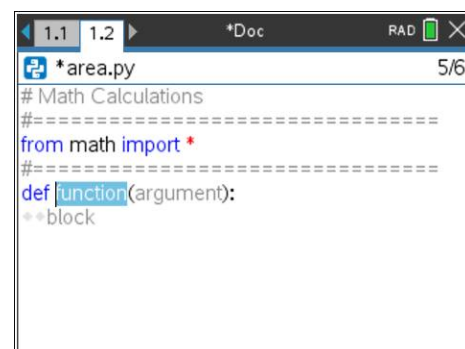 1.1 1.2 *Doc RAD
*area.py 5/6
# Math Calculations
#================================
from math import *
#================================
def function(argument):
block